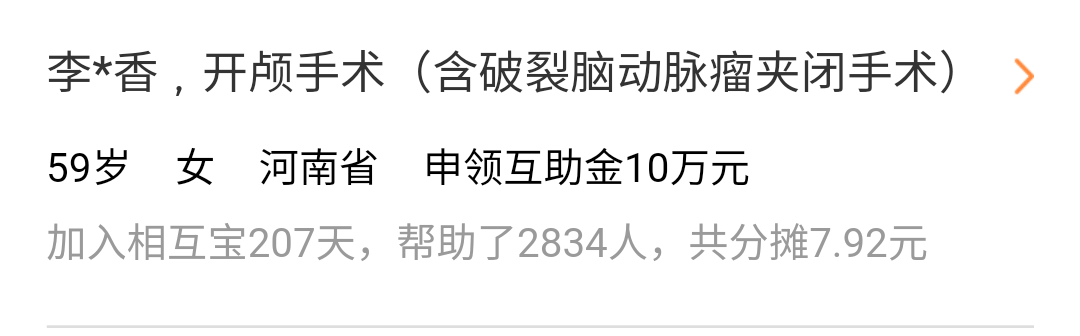 李*香，开颅手术（含破裂脑动脉瘤夹闭手术）
59岁 女 河南省 申领互助金10万元
加入相互宝207天，帮助了2834人，共分摊7.92元